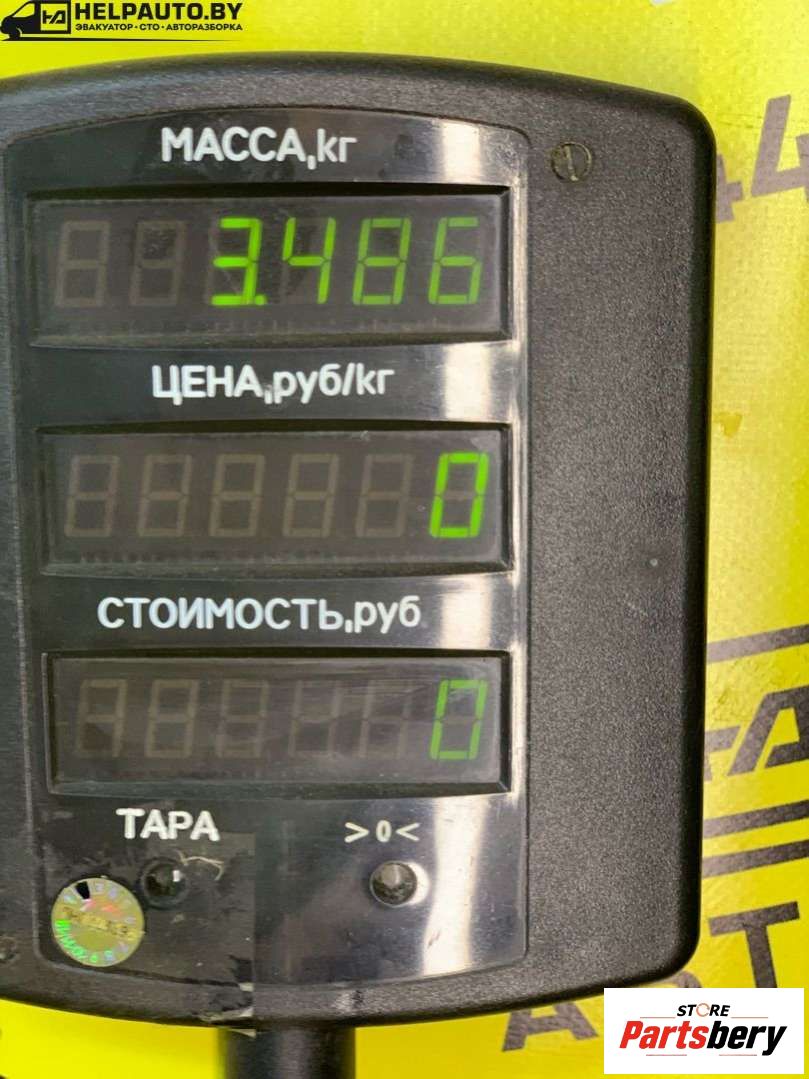 HELPAUTO.BY
ЭВАКУАТОР • СТО • АВТОРАЗБОРКА
МАССА,кг
3.486
ЦЕНА,руб/кг
0
СТОИМОСТЬ,руб
0
ТАРА
>0<
STORE
Partsbery